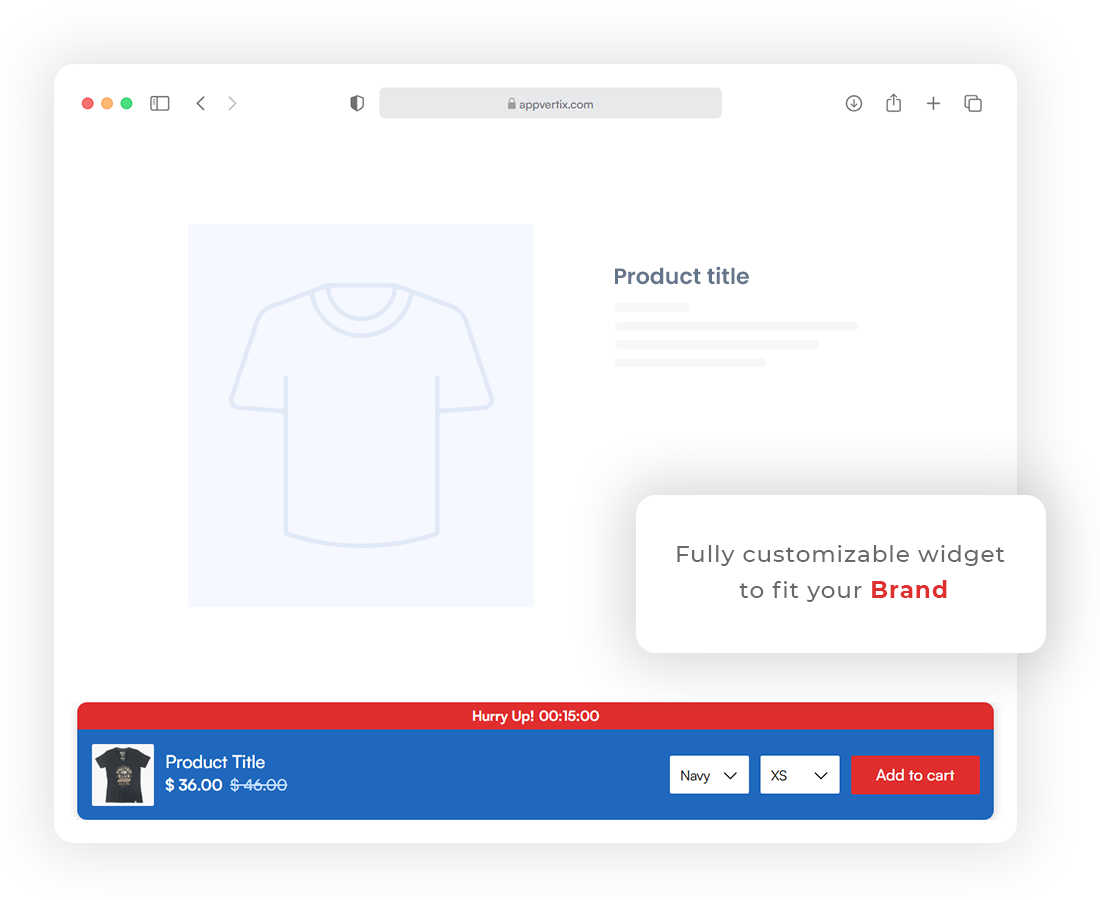 appvertix.com
Product title
Fully customizable widget
to fit your Brand
Hurry Up! 00:15:00
Product Title
$ 36.00 $ 46.00
Navy
XS
Add to cart